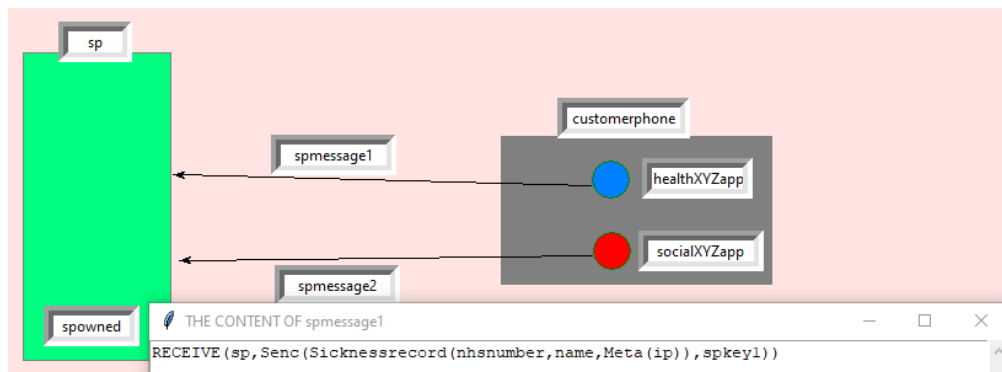 sp
customerphone
spmessage1
healthXYZapp
socialXYZapp
spmessage2
spowned
THE CONTENT OF spmessage1
RECEIVE(sp,Senc(Sicknessrecord(nhsnumber,name,Meta(ip)),spkey1))